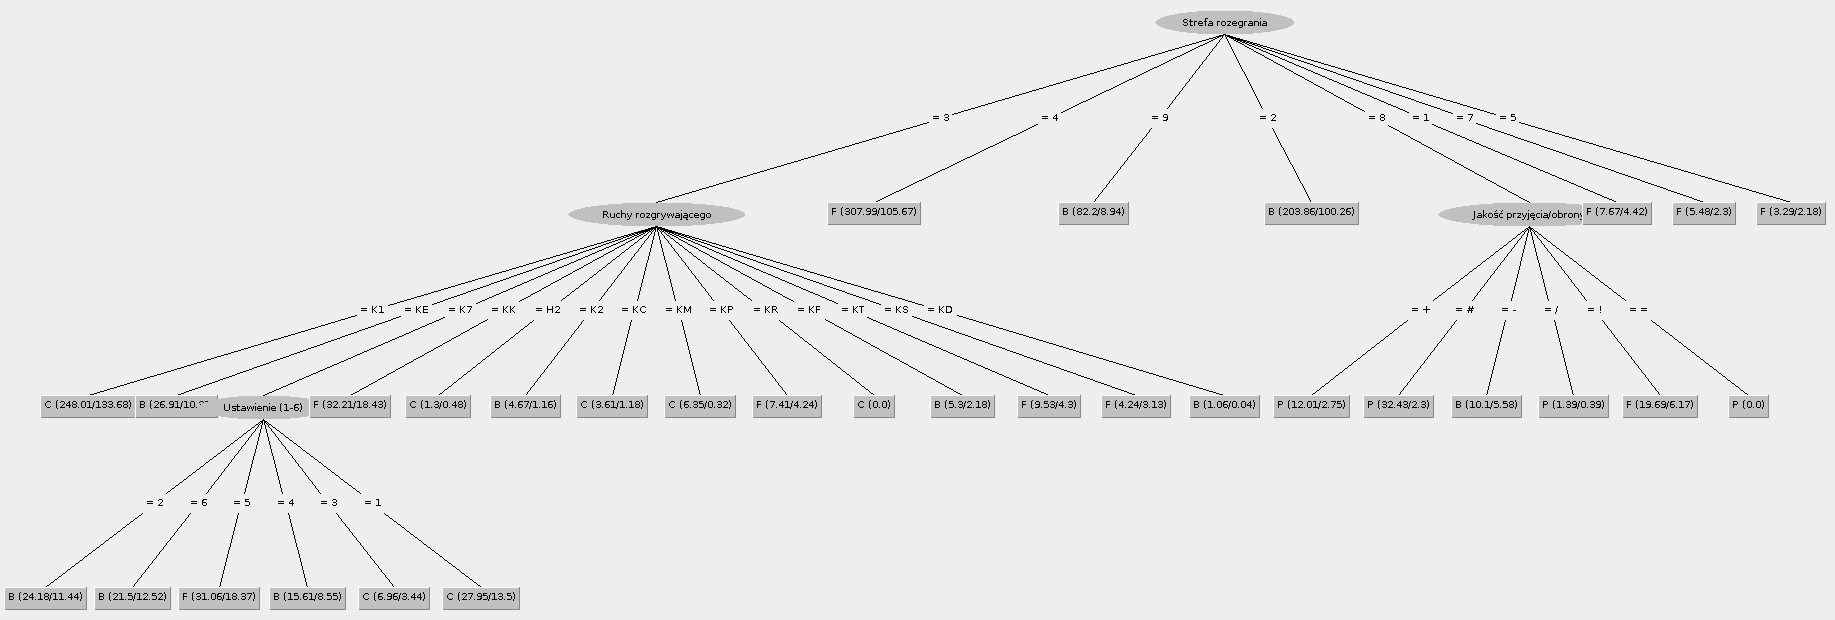 Strefa rozegrania
= 3
= 4
= 9
= 2
= 8
= 1
= 7
= 5
Ruchy rozgrywającego
F (307.99/105.67)
B (82.2/8.94)
B (203.86/100.26)
Jakość przyjęcia/obrony
F (7.67/4.42)
F (5.48/2.3)
F (3.29/2.18)
= K1
= KE
= K7
= KK
= H2
= K2
= KC
= KM
= KP
= KR
= KF
= KT
= KS
= KD
= +
= #
= -
= /
= !
= =
C (248.01/133.68)
B (26.91/10.
Ustawienie (1-6)
F (32.21/18.43)
C (1.3/0.48)
B (4.67/1.16)
C (3.61/1.18)
C (6.35/0.32)
F (7.41/4.24)
C (0.0)
B (5.3/2.18)
F (9.53/4.3)
F (4.24/3.13)
B (1.06/0.04)
P (12.01/2.75)
P (32.43/2.3)
B (10.1/5.58)
P (1.39/0.39)
F (19.69/6.17)
P (0.0)
= 2
= 6
= 5
= 4
= 3
= 1
B (24.18/11.44)
B (21.5/12.52)
F (31.06/18.37)
B (15.61/8.55)
C (6.96/3.44)
C (27.95/13.5)